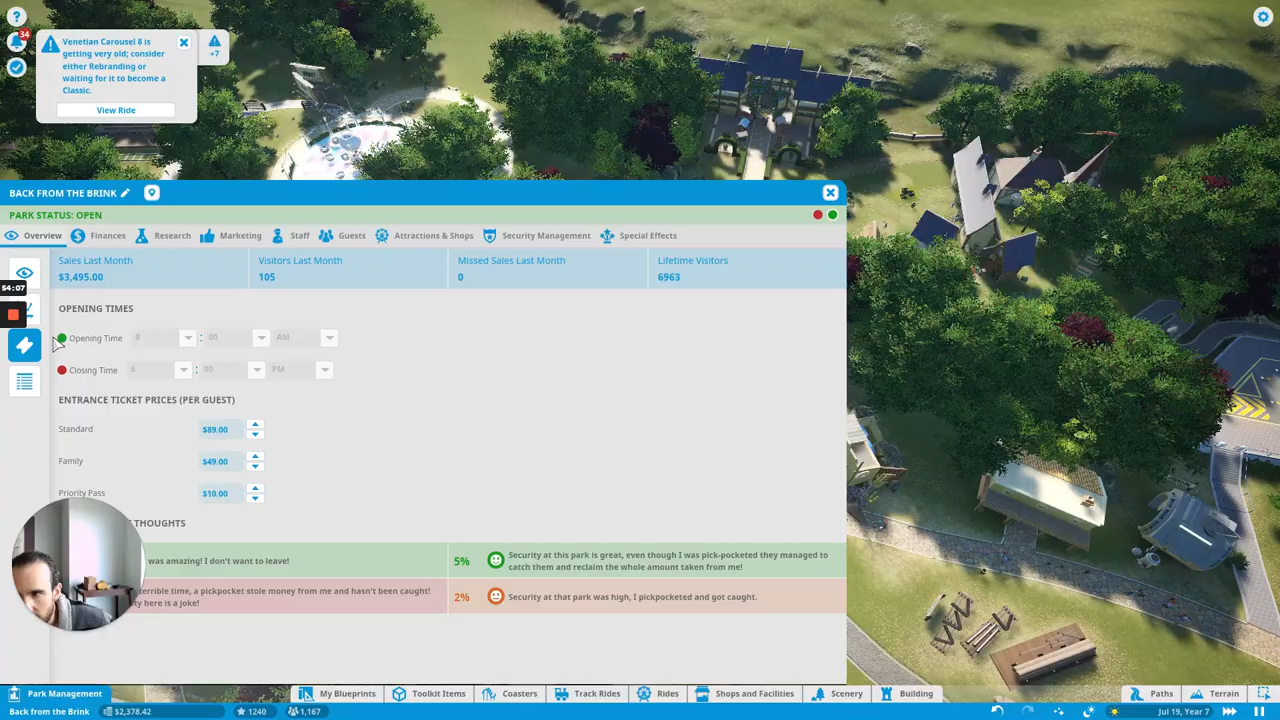 ?
34
Venetian Carousel 8 is
getting very old; consider
either Rebranding or
waiting for it to become a
Classic.
+7
View Ride
BACK FROM THE BRINK
PARK STATUS: OPEN
Overview Finances Research Marketing Staff Guests Attractions & Shops Security Management Special Effects
Sales Last Month Visitors Last Month Missed Sales Last Month Lifetime Visitors
$3,495.00 105 0 6963
54:07
OPENING TIMES
Opening Time 8 : 00 AM
Closing Time 6 : 00 PM
ENTRANCE TICKET PRICES (PER GUEST)
Standard $89.00
Family $49.00
Priority Pass $10.00
THOUGHTS
was amazing! I don't want to leave!
5% Security at this park is great, even though I was pick-pocketed they managed to
catch them and reclaim the whole amount taken from me!
terrible time, a pickpocket stole money from me and hasn't been caught!
here is a joke!
2% Security at that park was high, I pickpocketed and got caught.
Park Management My Blueprints Toolkit Items Coasters Track Rides Rides Shops and Facilities Scenery Building Paths Terrain
Back from the Brink $2,378.42 1240 1,167 Jul 19, Year 7